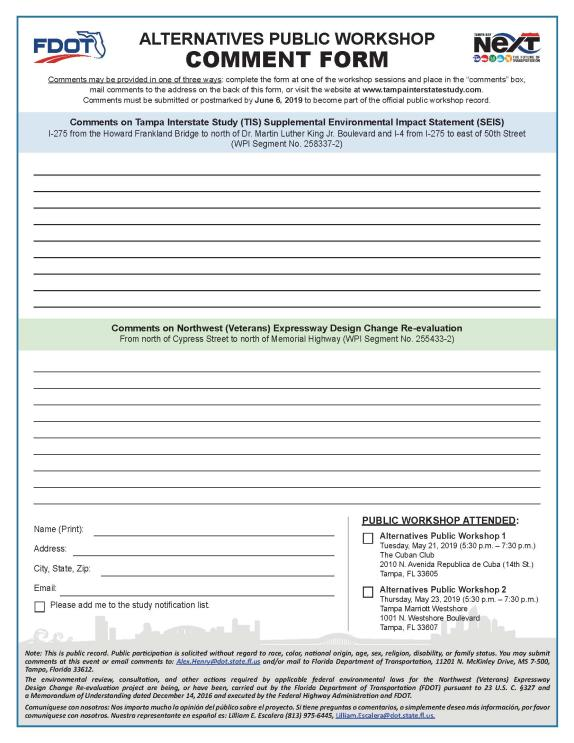 FDOT
ALTERNATIVES PUBLIC WORKSHOP
COMMENT FORM
TAMPA BAY
NEXT
THE FUTURE OF
TRANSPORTATION
Comments may be provided in one of three ways: complete the form at one of the workshop sessions and place in the "comments" box,
mail comments to the address on the back of this form, or visit the website at www.tampainterstatestudy.com.
Comments must be submitted or postmarked by June 6, 2019 to become part of the official public workshop record.
Comments on Tampa Interstate Study (TIS) Supplemental Environmental Impact Statement (SEIS)
I-275 from the Howard Frankland Bridge to north of Dr. Martin Luther King Jr. Boulevard and I-4 from I-275 to east of 50th Street
(WPI Segment No. 258337-2)
Comments on Northwest (Veterans) Expressway Design Change Re-evaluation
From north of Cypress Street to north of Memorial Highway (WPI Segment No. 255433-2)
Name (Print):
Address:
City, State, Zip:
Email:
Please add me to the study notification list.
PUBLIC WORKSHOP ATTENDED:
Alternatives Public Workshop 1
Tuesday, May 21, 2019 (5:30 p.m. – 7:30 p.m.)
The Cuban Club
2010 N. Avenida Republica de Cuba (14th St.)
Tampa, FL 33605
Alternatives Public Workshop 2
Thursday, May 23, 2019 (5:30 p.m. – 7:30 p.m.)
Tampa Marriott Westshore
1001 N. Westshore Boulevard
Tampa, FL 33607
Note: This is public record. Public participation is solicited without regard to race, color, national origin, age, sex, religion, disability, or family status. You may submit
comments at this event or email comments to: Alex.Henry@dot.state.fl.us and/or mail to Florida Department of Transportation, 11201 N. McKinley Drive, MS 7-500,
Tampa, Florida 33612.
The environmental review, consultation, and other actions required by applicable federal environmental laws for the Northwest (Veterans) Expressway
Design Change Re-evaluation project are being, or have been, carried out by the Florida Department of Transportation (FDOT) pursuant to 23 U.S. C. §327 and
a Memorandum of Understanding dated December 14, 2016 and executed by the Federal Highway Administration and FDOT.
Comuníquese con nosotros: Nos importa mucho la opinión del público sobre el proyecto. Si tiene preguntas o comentarios, o simplemente desea más información, por favor
comuníquese con nosotros. Nuestra representante en español es: Lilliam E. Escalera (813) 975-6445, Lilliam.Escalera@dot.state.fl.us.